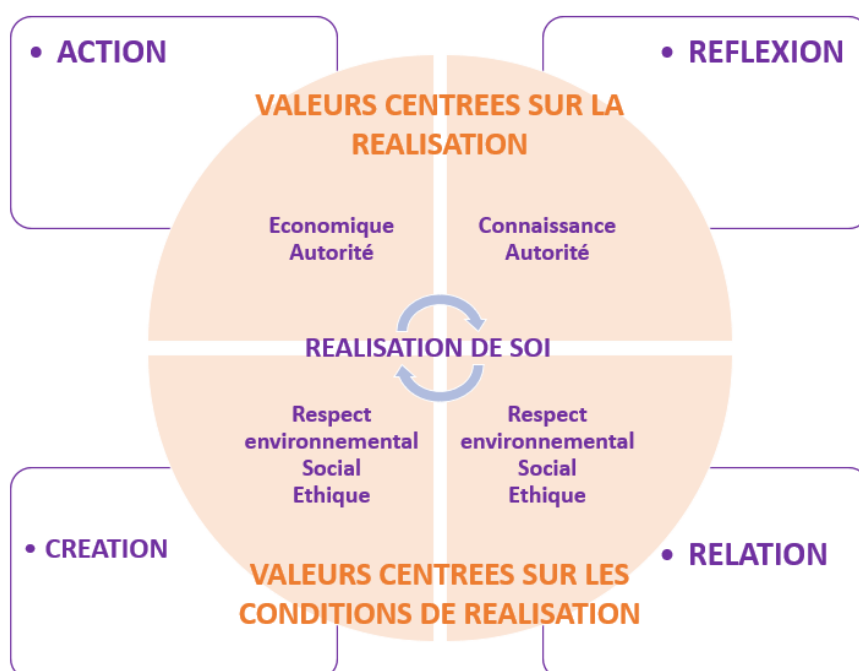 • ACTION
• REFLEXION
VALEURS CENTREES SUR LA
REALISATION
Economique
Autorité
Connaissance
Autorité
REALISATION DE SOI
Respect
environnemental
Social
Ethique
Respect
environnemental
Social
Ethique
• CREATION
• RELATION
VALEURS CENTREES SUR LES
CONDITIONS DE REALISATION